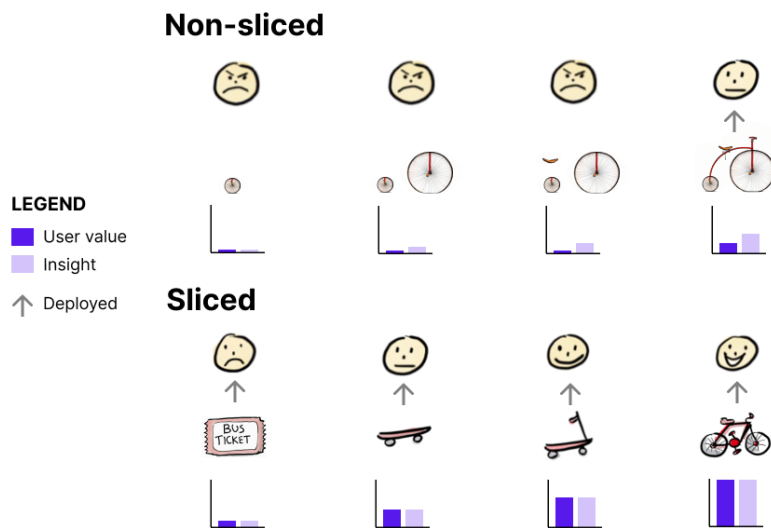 Non-sliced
LEGEND
User value
Insight
Deployed
Sliced
BUS
TICKET